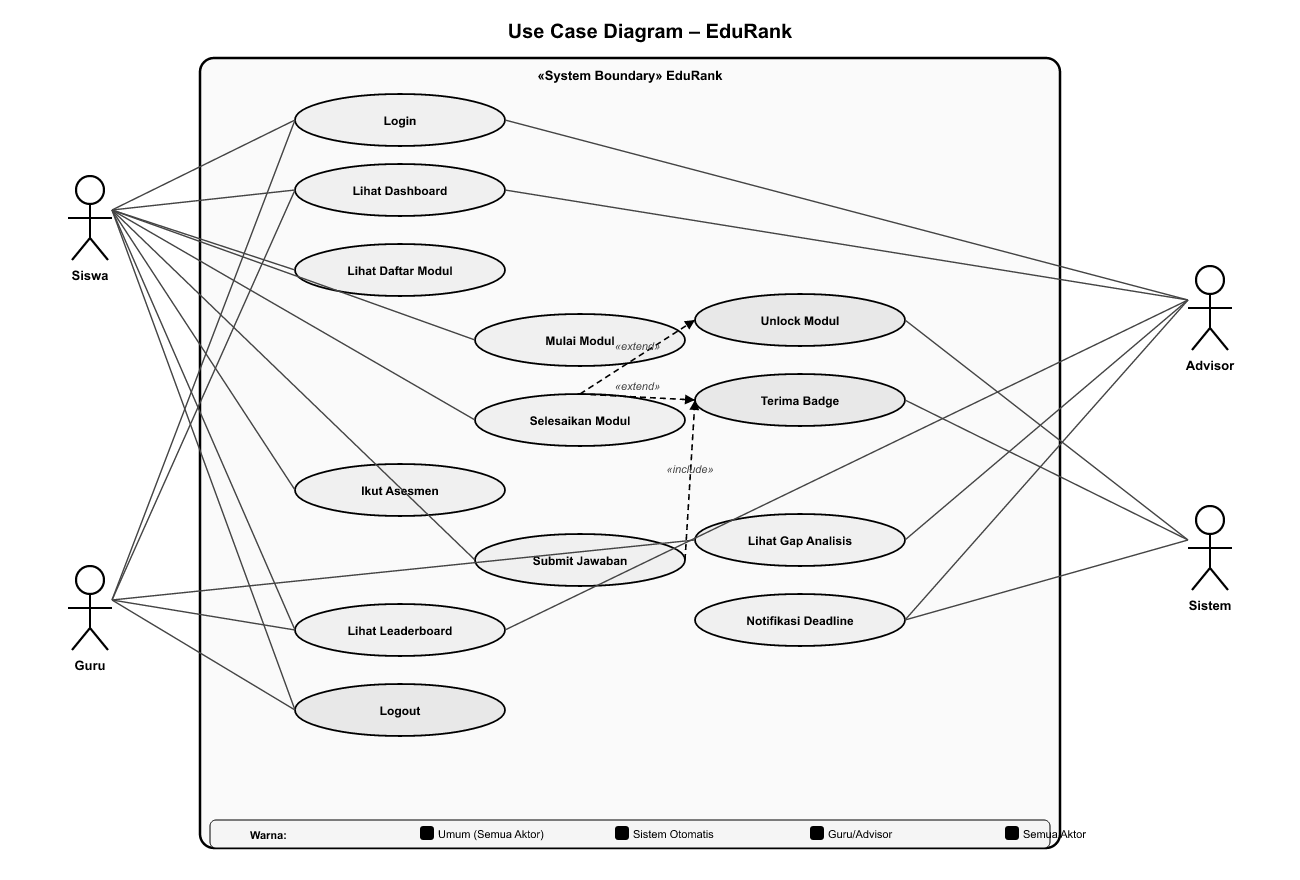 Use Case Diagram – EduRank
«System Boundary» EduRank
Login
Lihat Dashboard
Siswa
Lihat Daftar Modul
Mulai Modul
«extend»
Unlock Modul
Advisor
«extend»
Selesaikan Modul
Terima Badge
«include»
Ikut Asesmen
Submit Jawaban
Lihat Gap Analisis
Sistem
Lihat Leaderboard
Notifikasi Deadline
Guru
Logout
Warna:
Umum (Semua Aktor)
Sistem Otomatis
Guru/Advisor
Semua Aktor